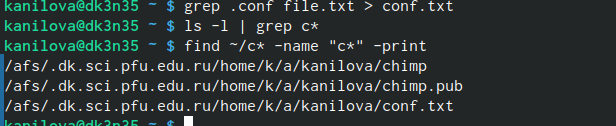 kanilova@dk3n35 ~ $ grep .conf file.txt > conf.txt
kanilova@dk3n35 ~ $ ls -l | grep c*
kanilova@dk3n35 ~ $ find ~/c* -name "c*" -print
/afs/.dk.sci.pfu.edu.ru/home/k/a/kanilova/chimp
/afs/.dk.sci.pfu.edu.ru/home/k/a/kanilova/chimp.pub
/afs/.dk.sci.pfu.edu.ru/home/k/a/kanilova/conf.txt
kanilova@dk3n35 ~ $